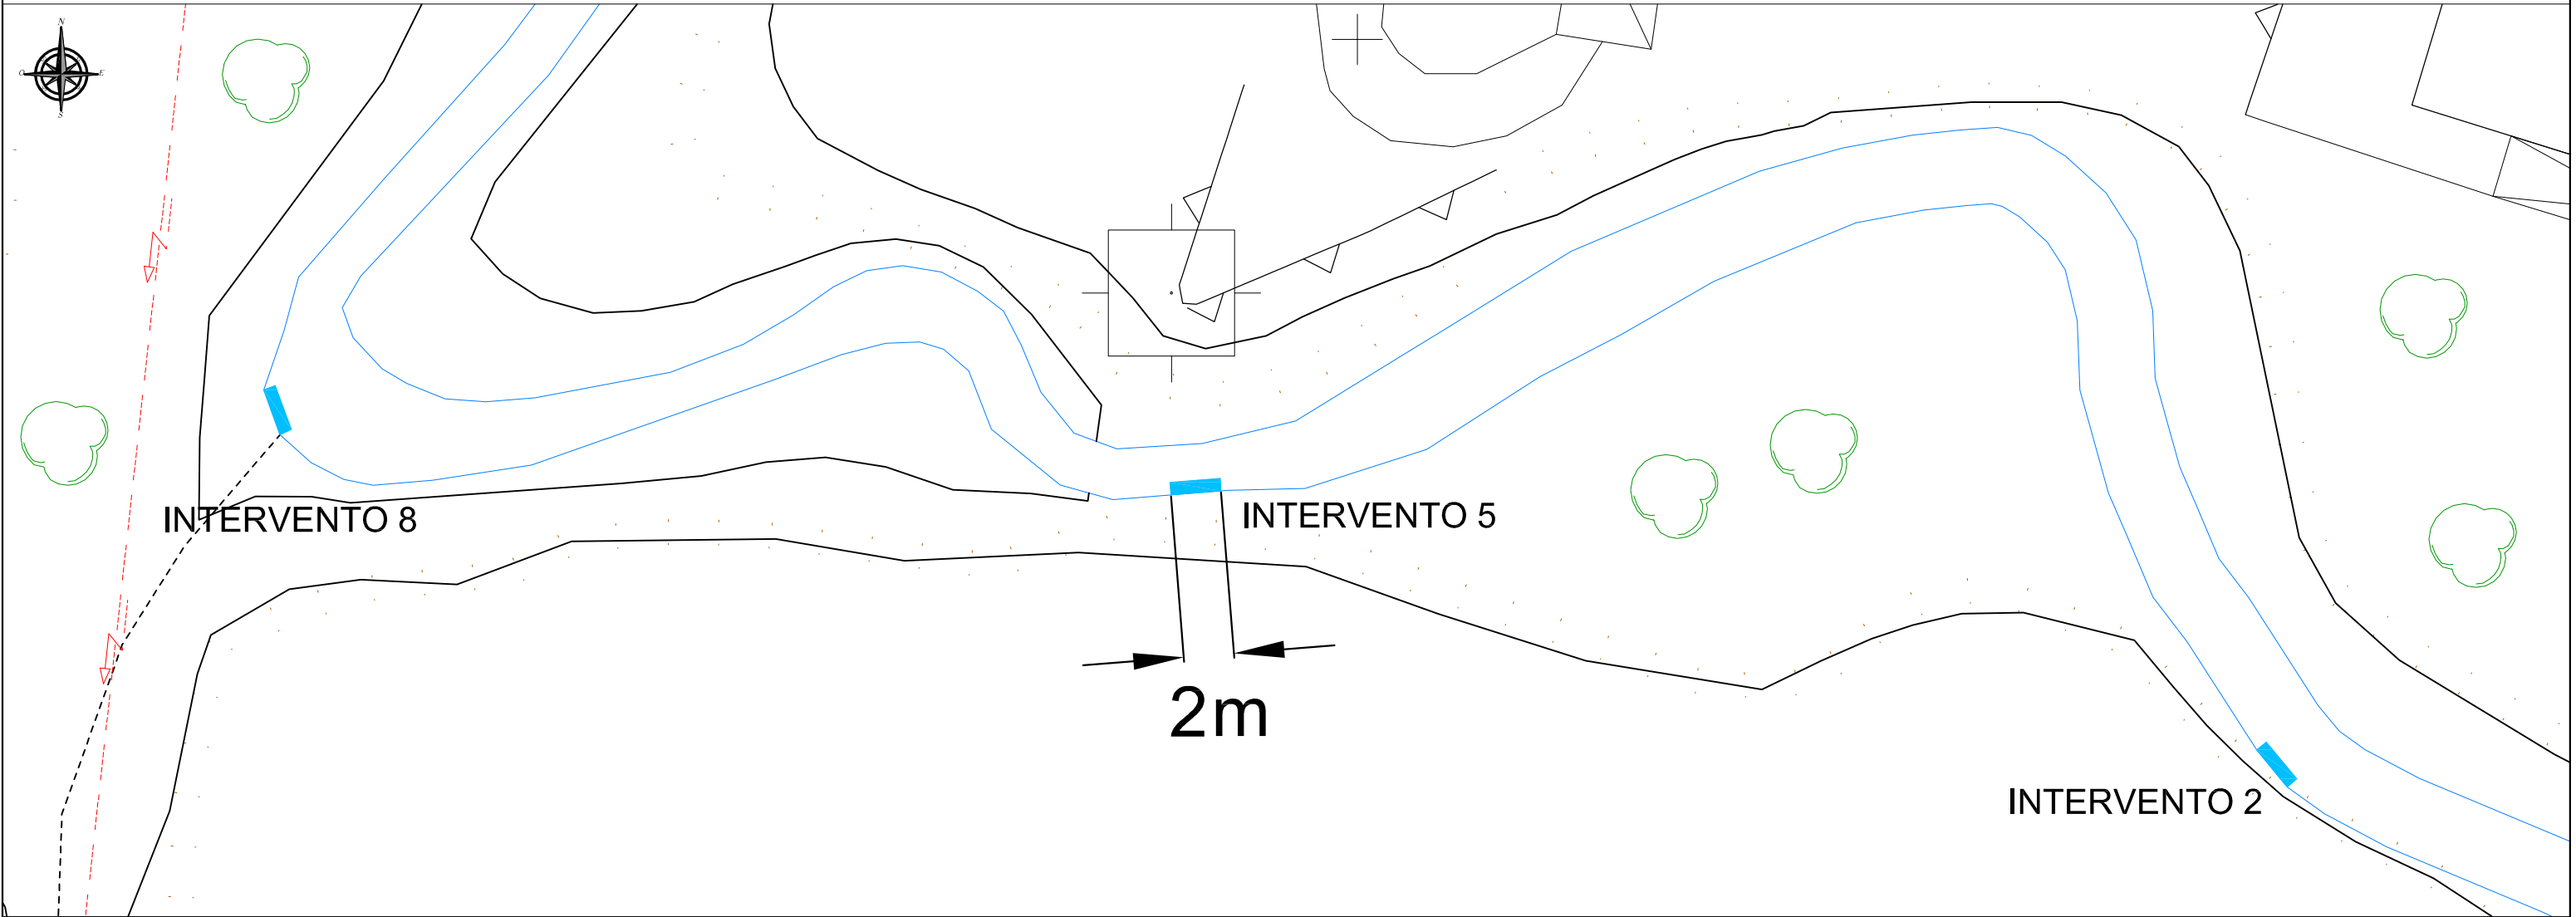 N
O E
S
INTERVENTO 8
INTERVENTO 5
2m
INTERVENTO 2